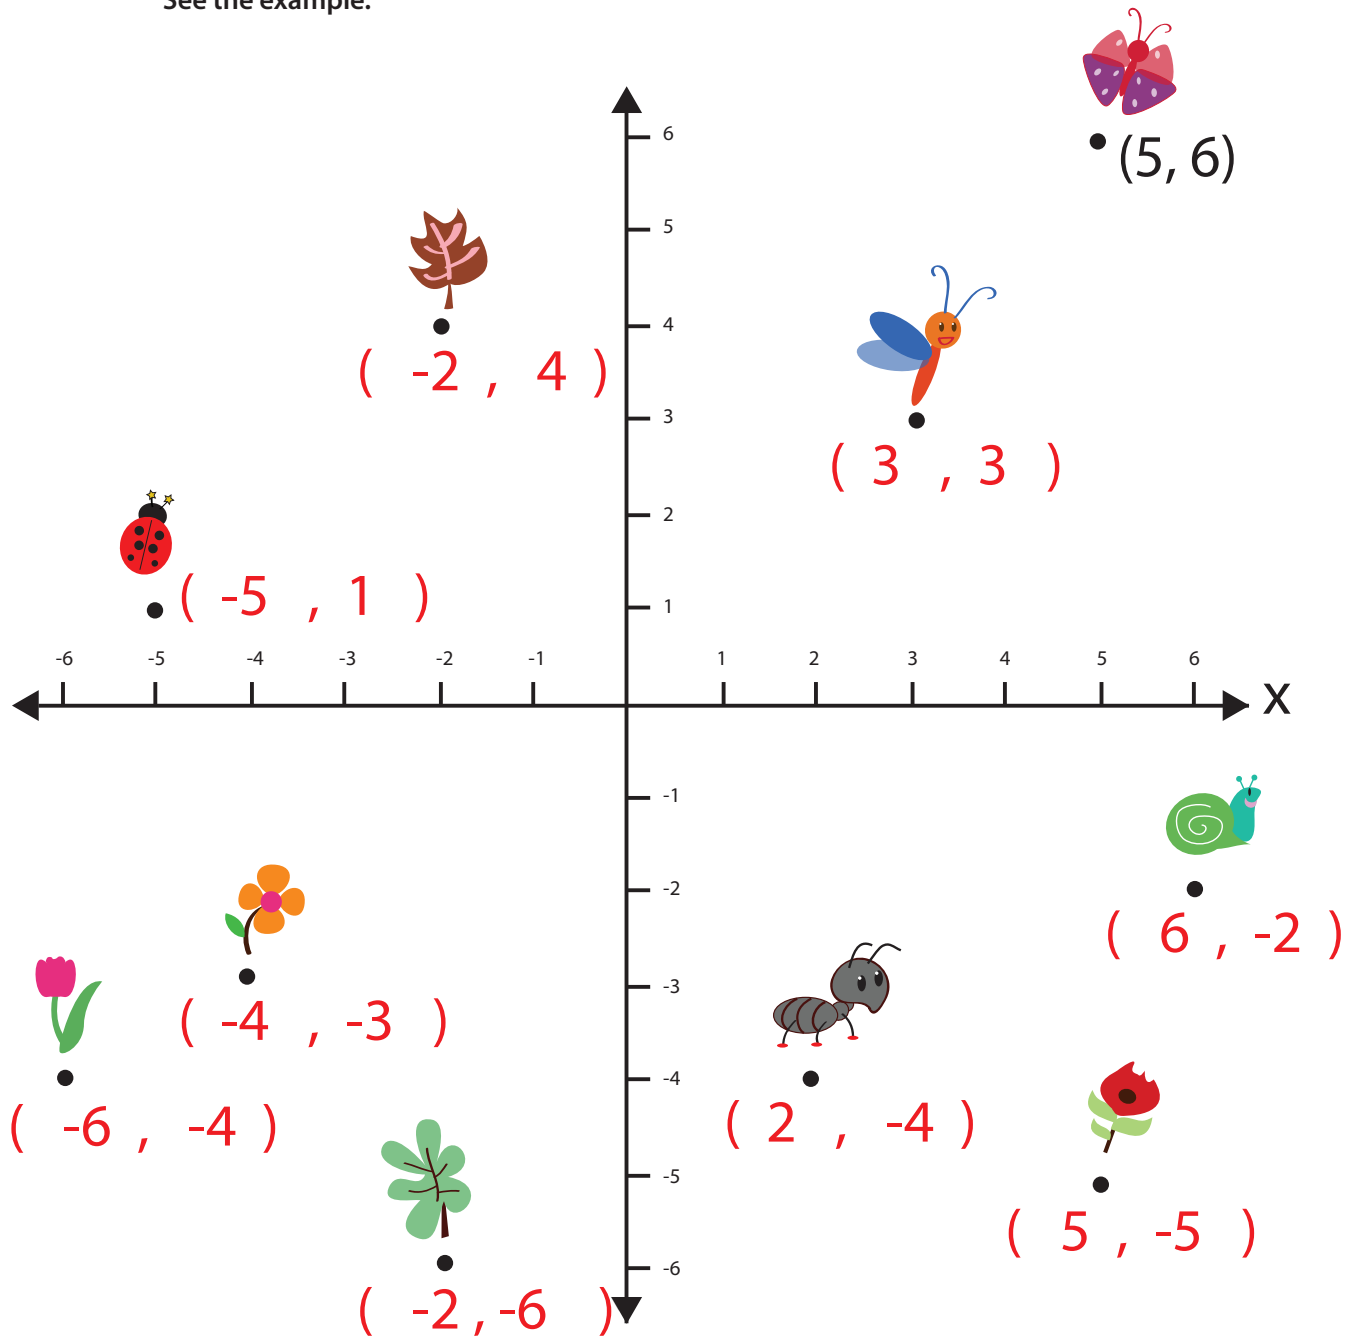 See the example.
6
(5, 6)
5
4
( -2 , 4 )
3
( 3 , 3 )
2
( -5 , 1 )
1
-6 -5 -4 -3 -2 -1 1 2 3 4 5 6
X
-1
-2
( 6 , -2 )
-3
( -4 , -3 )
-4
( -6 , -4 )
( 2 , -4 )
-5
( 5 , -5 )
-6
( -2 , -6 )